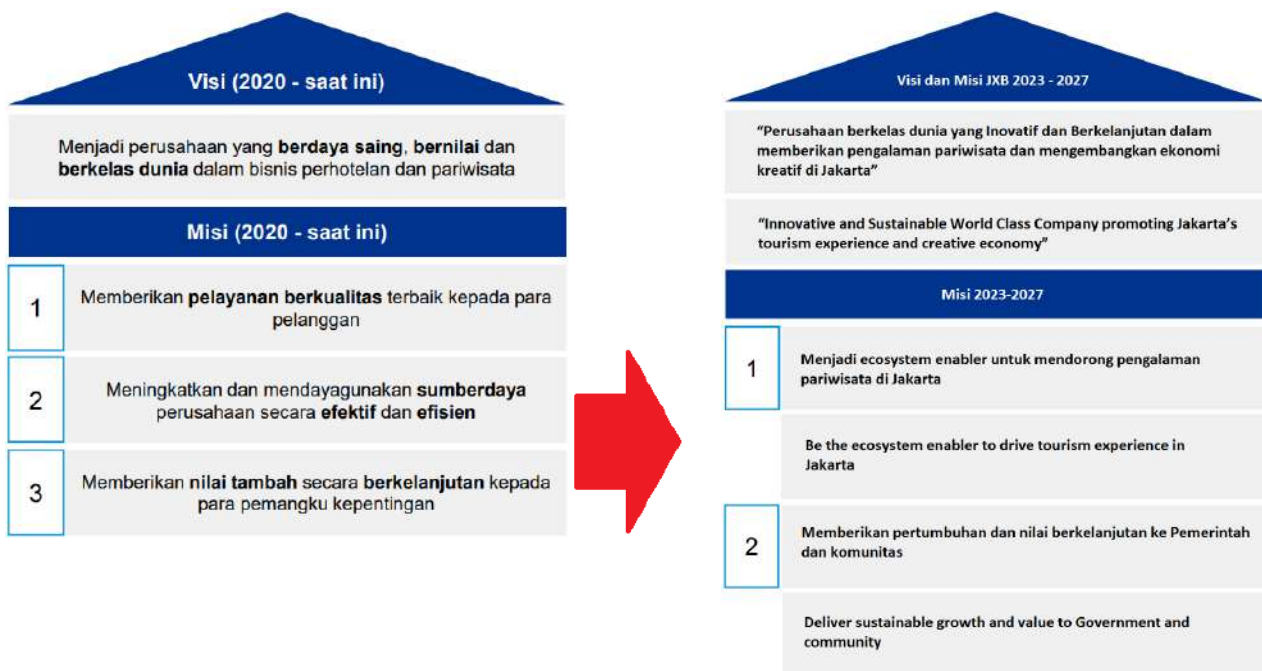 Visi (2020 - saat ini)
Menjadi perusahaan yang berdaya saing, bernilai dan
berkelas dunia dalam bisnis perhotelan dan pariwisata
Misi (2020 - saat ini)
1
Memberikan pelayanan berkualitas terbaik kepada para
pelanggan
2
Meningkatkan dan mendayagunakan sumberdaya
perusahaan secara efektif dan efisien
3
Memberikan nilai tambah secara berkelanjutan kepada
para pemangku kepentingan
Visi dan Misi JXB 2023 - 2027
“Perusahaan berkelas dunia yang Inovatif dan Berkelanjutan dalam
memberikan pengalaman pariwisata dan mengembangkan ekonomi
kreatif di Jakarta”
“Innovative and Sustainable World Class Company promoting Jakarta’s
tourism experience and creative economy”
Misi 2023-2027
1
Menjadi ecosystem enabler untuk mendorong pengalaman
pariwisata di Jakarta
Be the ecosystem enabler to drive tourism experience in
Jakarta
2
Memberikan pertumbuhan dan nilai berkelanjutan ke Pemerintah
dan komunitas
Deliver sustainable growth and value to Government and
community